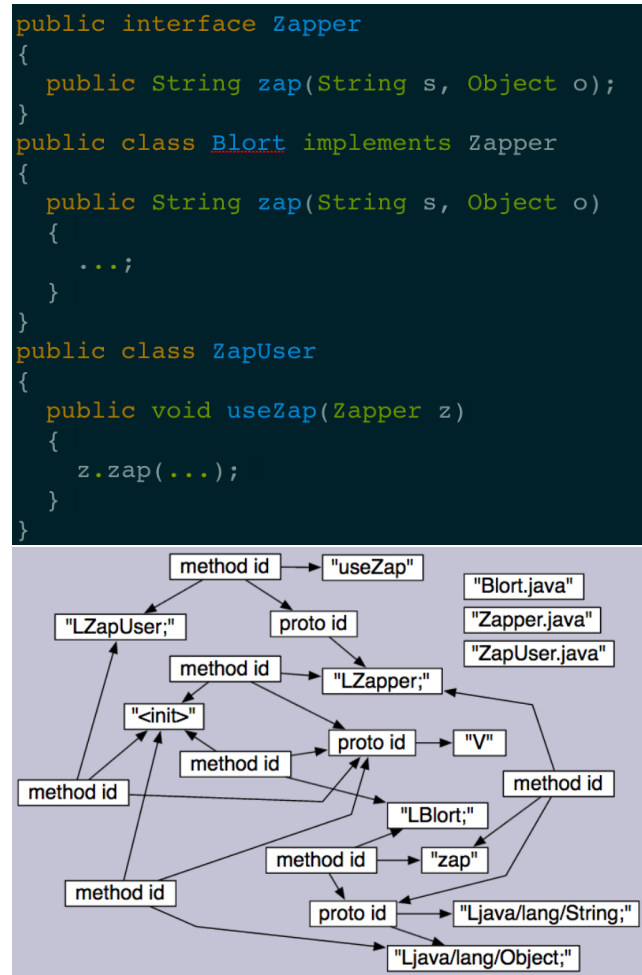 public interface Zapper
{
  public String zap(String s, Object o);
}
public class Blort implements Zapper
{
  public String zap(String s, Object o)
  {
    ...;
  }
}
public class ZapUser
{
  public void useZap(Zapper z)
  {
    z.zap(...);
  }
}
method id
"useZap"
"Blort.java"
"LZapUser;"
proto id
"Zapper.java"
"ZapUser.java"
method id
"LZapper;"
"<init>"
proto id
"V"
method id
method id
method id
"LBlort;"
method id
"zap"
method id
proto id
"Ljava/lang/String;"
"Ljava/lang/Object;"